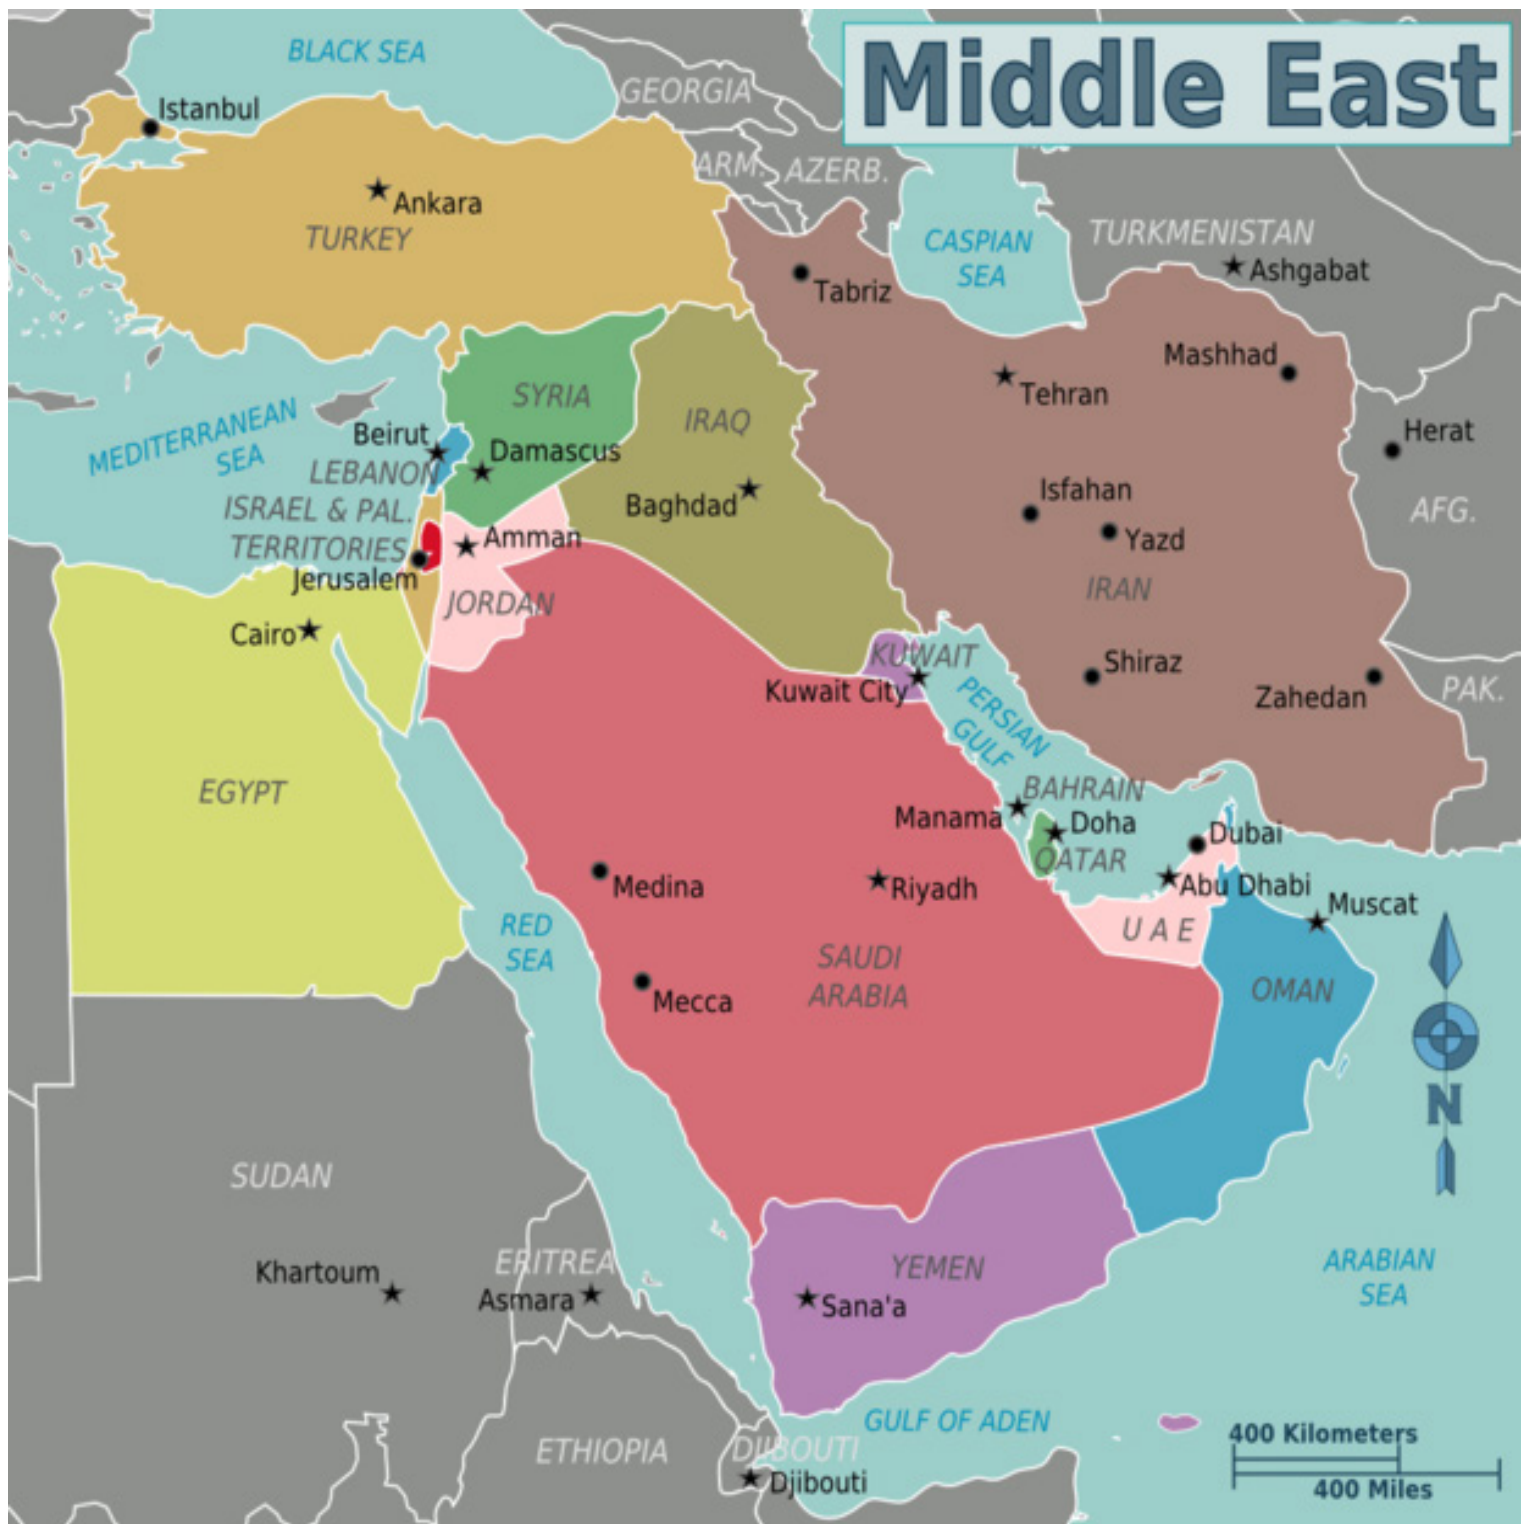 Middle East
BLACK SEA
GEORGIA
Istanbul
ARM.
AZERB.
Ankara
TURKEY
TURKMENISTAN
CASPIAN
SEA
Ashgabat
Tabriz
Mashhad
Tehran
SYRIA
IRAQ
MEDITERRANEAN
SEA
Beirut
Damascus
LEBANON
Herat
Baghdad
Isfahan
ISRAEL & PAL.
TERRITORIES
AFG.
Amman
Yazd
Jerusalem
JORDAN
IRAN
Cairo
KUWAIT
Kuwait City
Shiraz
Zahedan
PAK.
PERSIAN
GULF
EGYPT
BAHRAIN
Manama
Doha
Dubai
QATAR
Medina
Riyadh
Abu Dhabi
Muscat
RED
SEA
U A E
SAUDI
ARABIA
OMAN
Mecca
N
SUDAN
ERITREA
YEMEN
ARABIAN
SEA
Khartoum
Asmara
Sana'a
GULF OF ADEN
ETHIOPIA
DJIBOUTI
Djibouti
400 Kilometers
400 Miles